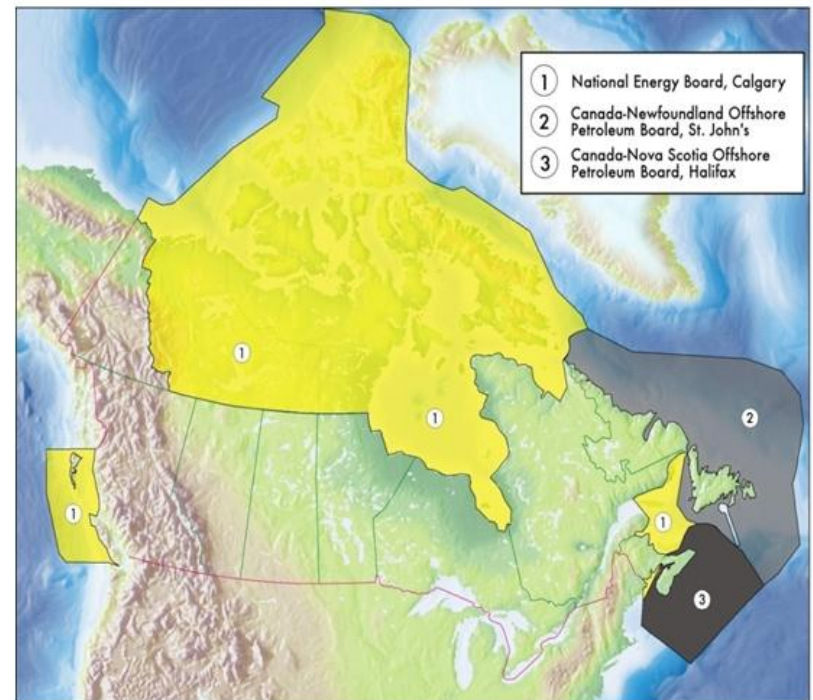 1 National Energy Board, Calgary
2 Canada-Newfoundland Offshore
Petroleum Board, St. John's
3 Canada-Nova Scotia Offshore
Petroleum Board, Halifax
1
1
2
1
1
3